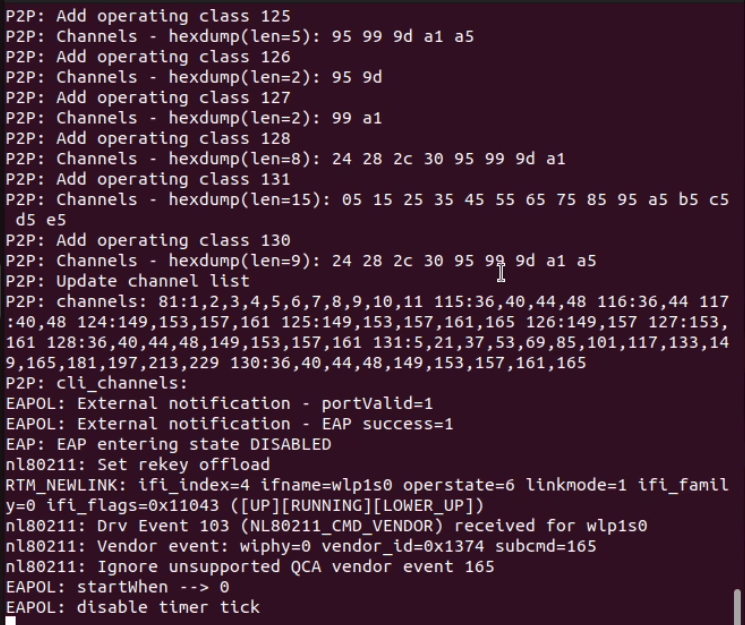 P2P: Add operating class 125
P2P: Channels - hexdump(len=5): 95 99 9d a1 a5
P2P: Add operating class 126
P2P: Channels - hexdump(len=2): 95 9d
P2P: Add operating class 127
P2P: Channels - hexdump(len=2): 99 a1
P2P: Add operating class 128
P2P: Channels - hexdump(len=8): 24 28 2c 30 95 99 9d a1
P2P: Add operating class 131
P2P: Channels - hexdump(len=15): 05 15 25 35 45 55 65 75 85 95 a5 b5 c5
 d5 e5
P2P: Add operating class 130
P2P: Channels - hexdump(len=9): 24 28 2c 30 95 99 9d a1 a5
P2P: Update channel list
P2P: channels: 81:1,2,3,4,5,6,7,8,9,10,11 115:36,40,44,48 116:36,44 117
:40,48 124:149,153,157,161 125:149,153,157,161,165 126:149,157 127:153,
161 128:36,40,44,48,149,153,157,161 131:5,21,37,53,69,85,101,117,133,14
9,165,181,197,213,229 130:36,40,44,48,149,153,157,161,165
P2P: cli_channels:
EAPOL: External notification - portValid=1
EAPOL: External notification - EAP success=1
EAP: EAP entering state DISABLED
nl80211: Set rekey offload
RTM_NEWLINK: ifi_index=4 ifname=wlp1s0 operstate=6 linkmode=1 ifi_famil
y=0 ifi_flags=0x11043 ([UP][RUNNING][LOWER_UP])
nl80211: Drv Event 103 (NL80211_CMD_VENDOR) received for wlp1s0
nl80211: Vendor event: wiphy=0 vendor_id=0x1374 subcmd=165
nl80211: Ignore unsupported QCA vendor event 165
EAPOL: startWhen --> 0
EAPOL: disable timer tick